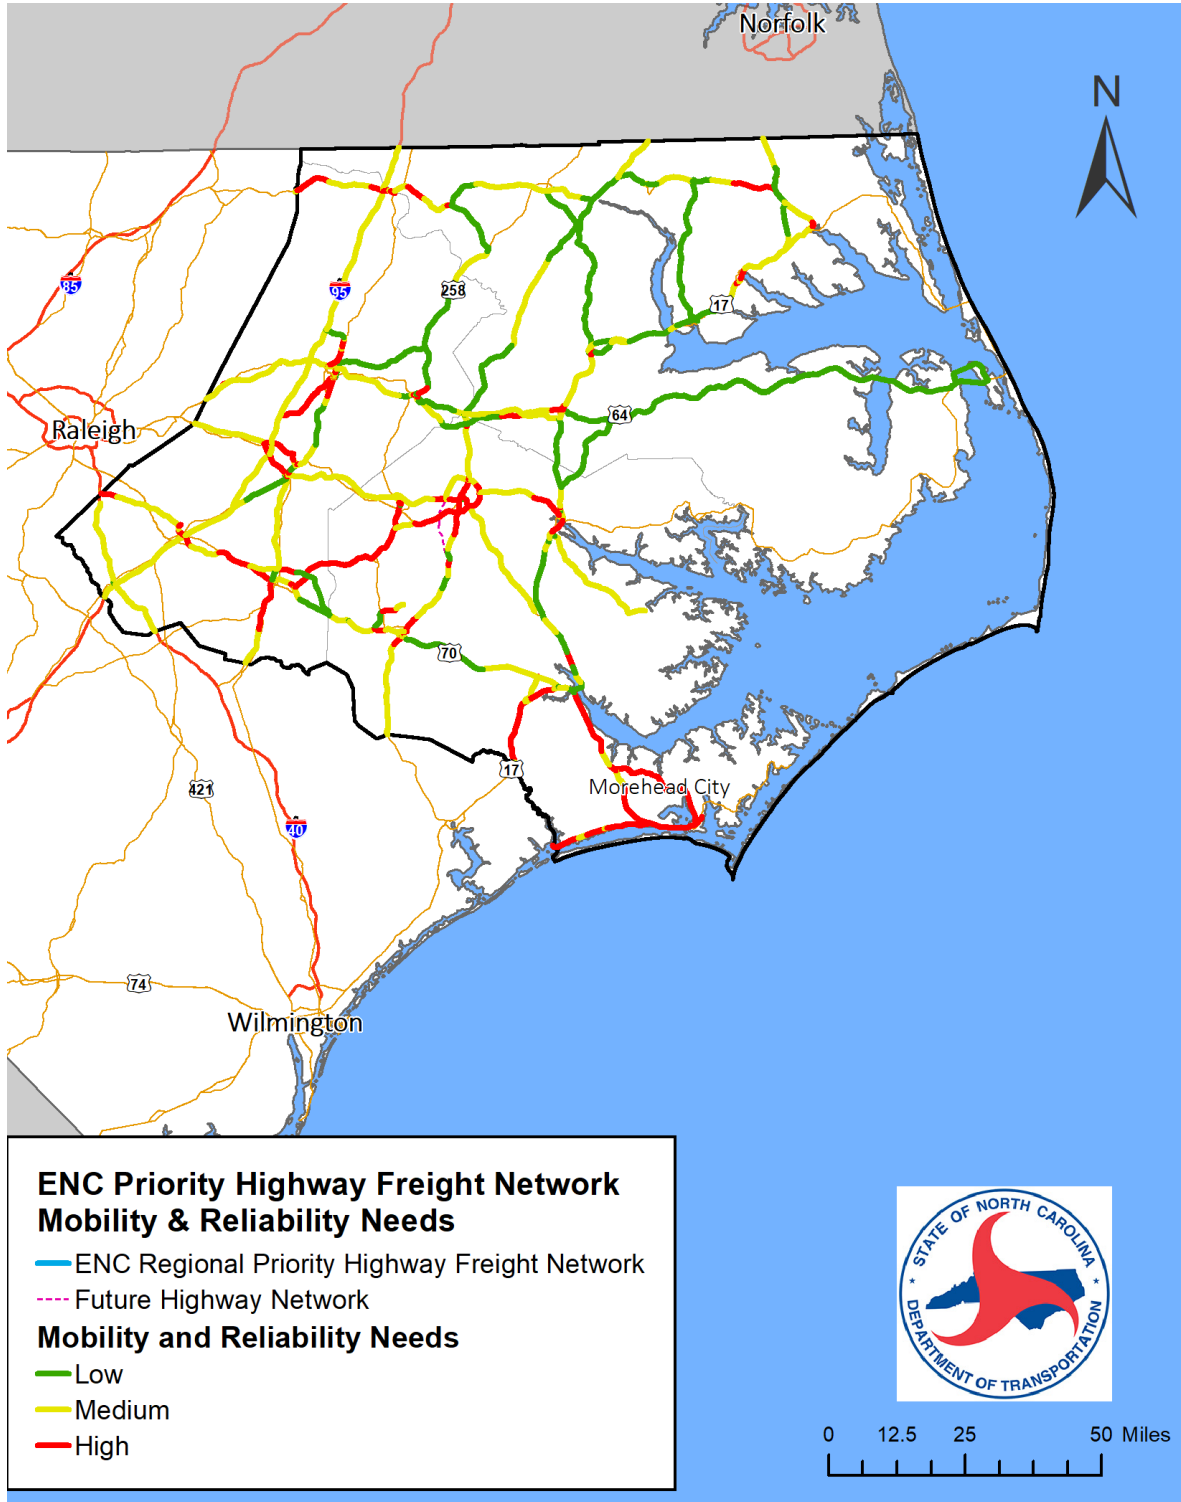 Norfolk
N
85
95
258
17
Raleigh
64
70
17
Morehead City
421
40
74
Wilmington
ENC Priority Highway Freight Network
Mobility & Reliability Needs
ENC Regional Priority Highway Freight Network
Future Highway Network
Mobility and Reliability Needs
Low
Medium
High
STATE OF NORTH CAROLINA
DEPARTMENT OF TRANSPORTATION
0 12.5 25 50 Miles